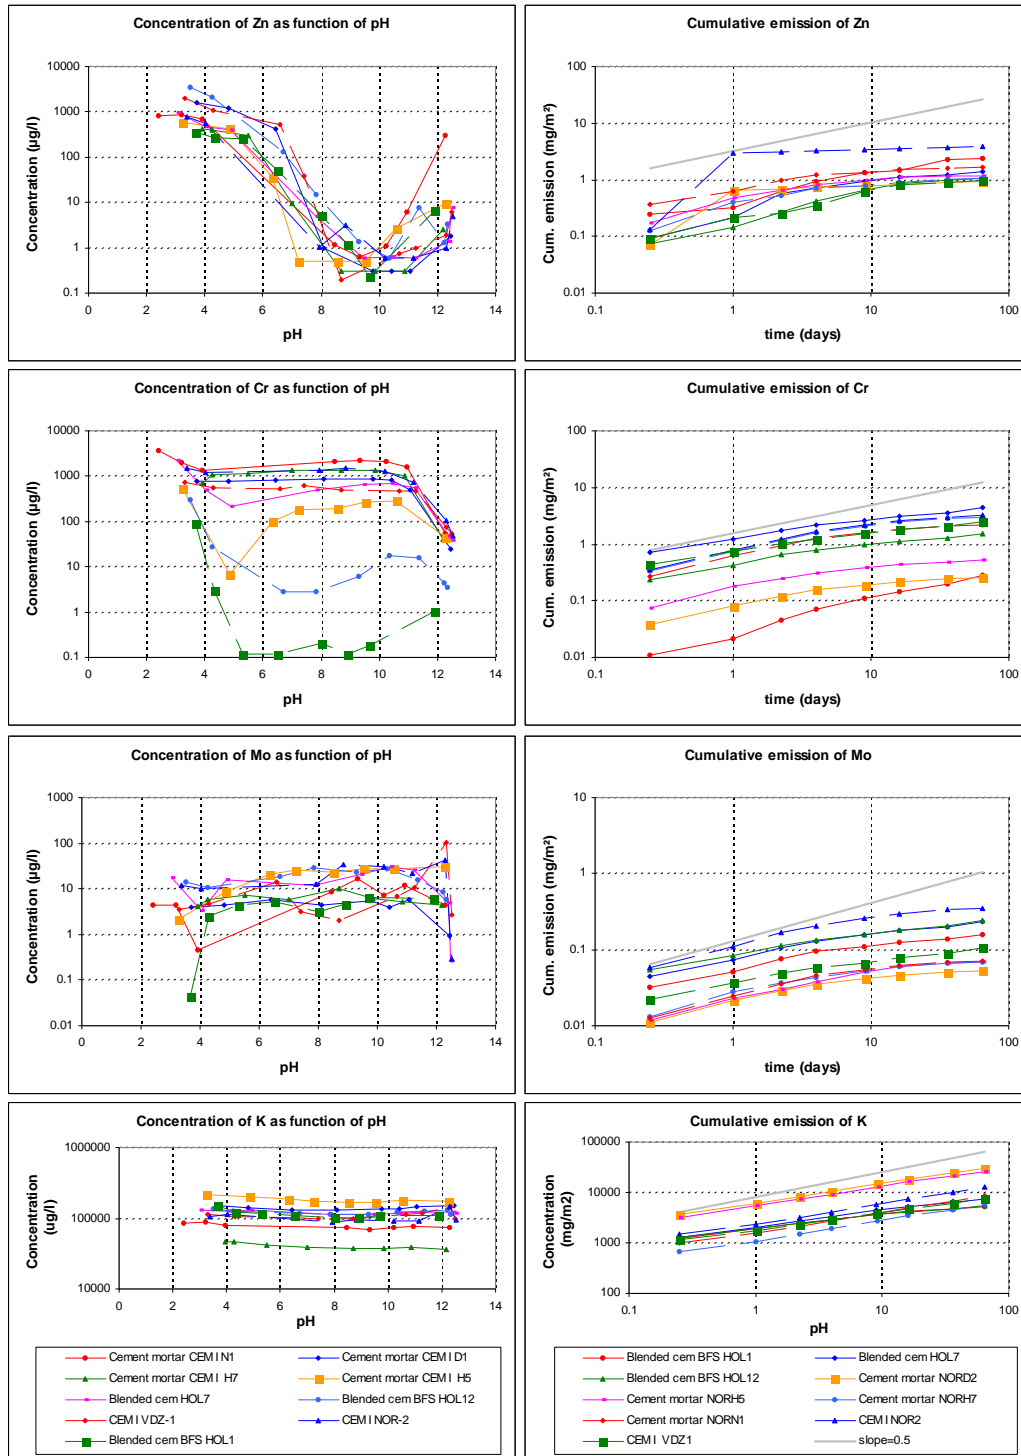 Concentration of Zn as function of pH
Concentration (µg/l)
10000
1000
100
10
1
0.1
0
2
4
6
8
10
12
14
pH
Cumulative emission of Zn
Cum. emission (mg/m²)
100
10
1
0.1
0.01
0.1
1
10
100
time (days)
Concentration of Cr as function of pH
Concentration (µg/l)
10000
1000
100
10
1
0.1
0
2
4
6
8
10
12
14
pH
Cumulative emission of Cr
Cum. emission (mg/m²)
100
10
1
0.1
0.01
0.1
1
10
100
time (days)
Concentration of Mo as function of pH
Concentration (µg/l)
1000
100
10
1
0.1
0.01
0
2
4
6
8
10
12
14
pH
Cumulative emission of Mo
Cum. emission (mg/m²)
10
1
0.1
0.01
0.1
1
10
100
time (days)
Concentration of K as function of pH
Concentration
(µg/l)
1000000
100000
10000
0
2
4
6
8
10
12
14
pH
Cement mortar CEM I N1
Cement mortar CEM I D1
Cement mortar CEM I H7
Cement mortar CEM I H5
Blended cem HOL7
Blended cem BFS HOL12
CEM I VDZ-1
CEM I NOR-2
Blended cem BFS HOL1
Cumulative emission of K
Concentration
(mg/m2)
100000
10000
1000
100
0.1
1
10
100
pH
Blended cem BFS HOL1
Blended cem HOL7
Blended cem BFS HOL12
Cement mortar NORD2
Cement mortar NORH5
Cement mortar NORH7
Cement mortar NORN1
CEM I NOR2
CEM I VDZ1
slope=0.5